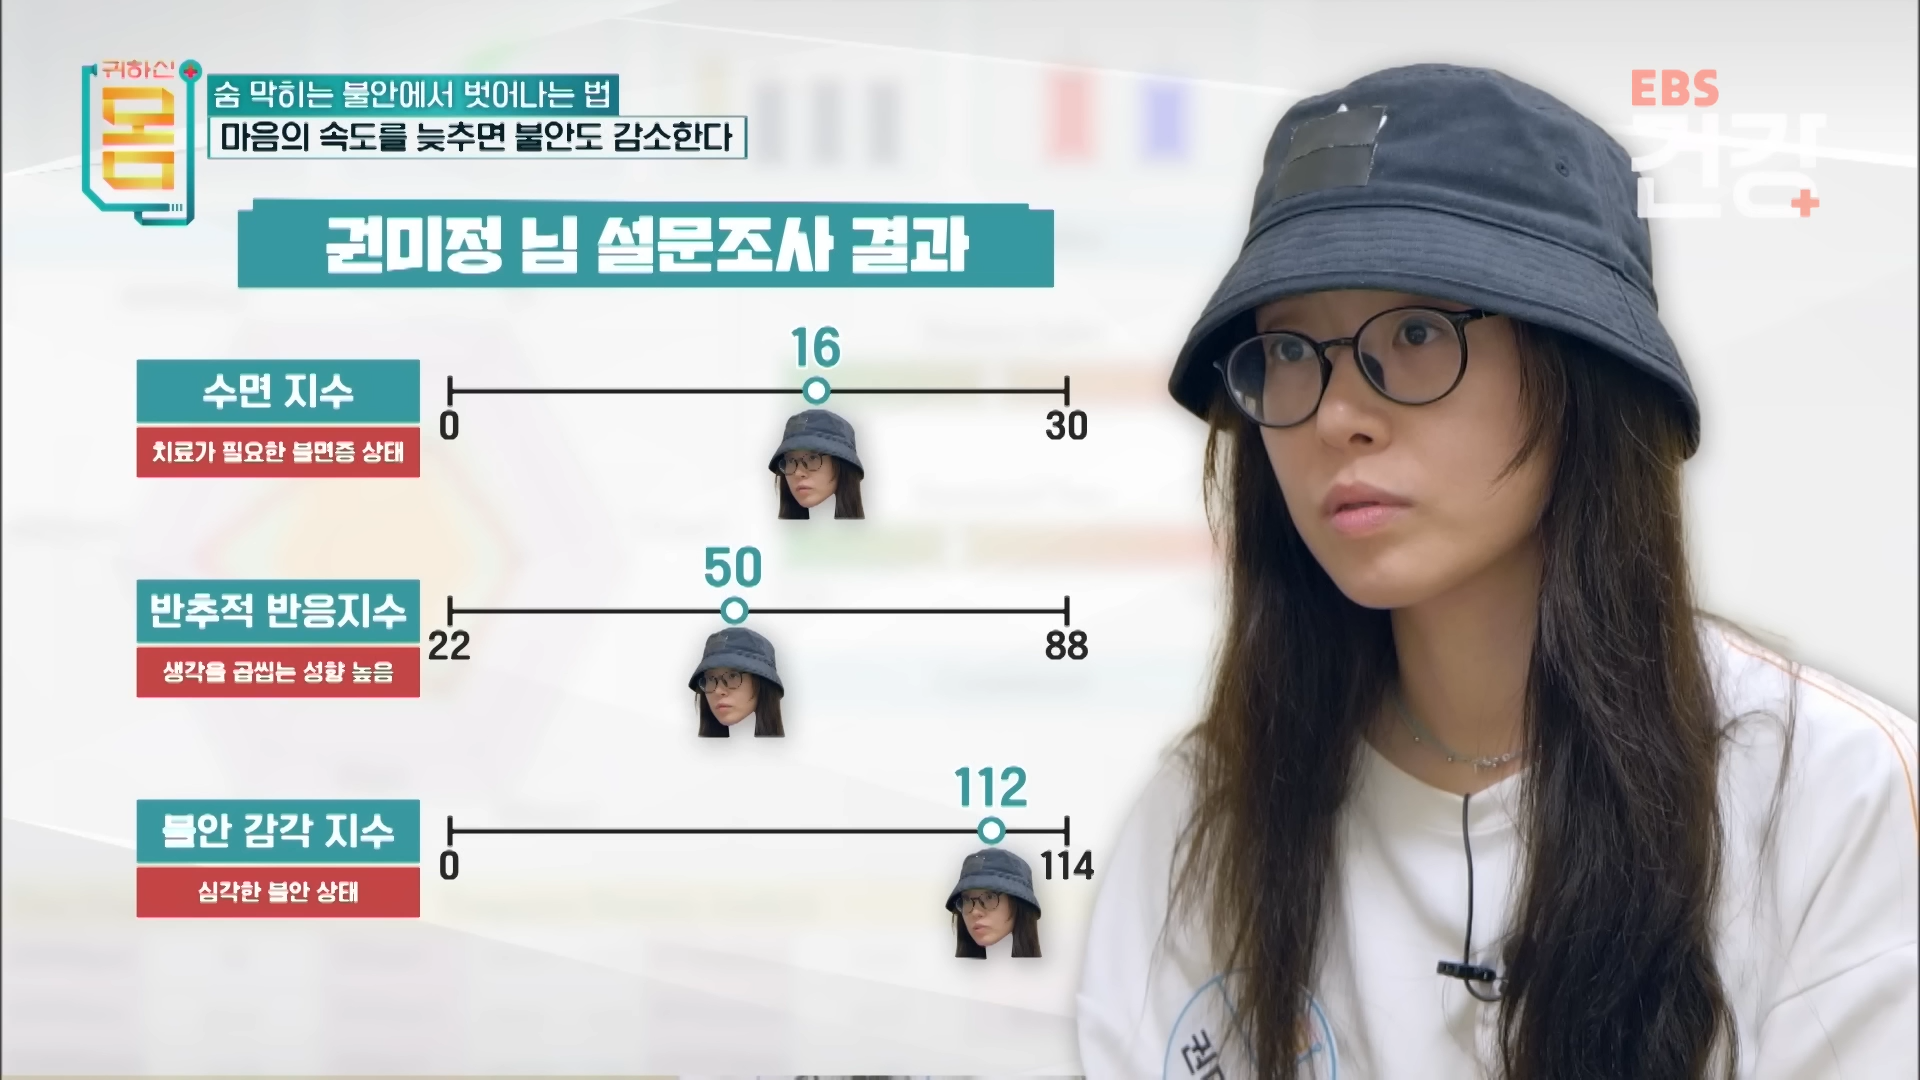 귀하신
몸
숨 막히는 불안에서 벗어나는 법
마음의 속도를 늦추면 불안도 감소한다
EBS
건강
권미정 님 설문조사 결과
수면 지수
치료가 필요한 불면증 상태
16
0
30
반추적 반응지수
생각을 곱씹는 성향 높음
50
22
88
불안 감각 지수
심각한 불안 상태
112
0
114